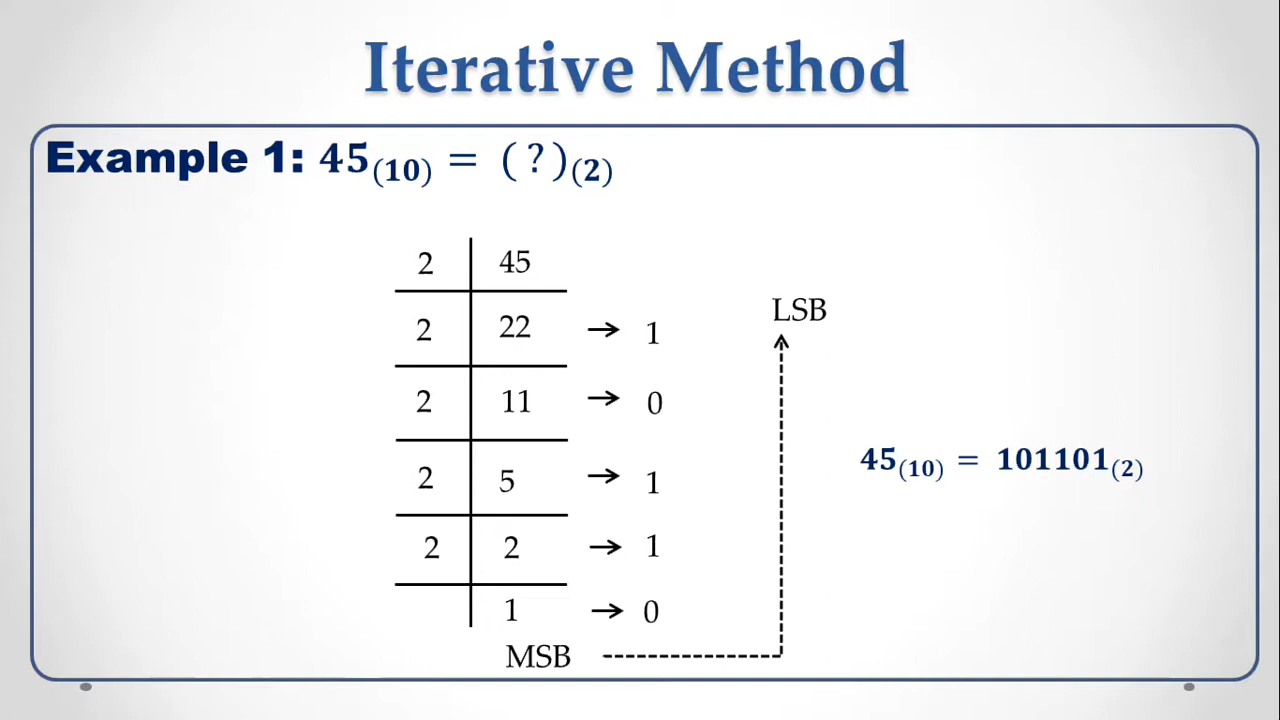 Iterative Method
Example 1: 45(10) = (?)(2)
2 45
2 22 → 1
2 11 → 0
2 5 → 1
2 2 → 1
1 → 0
MSB
LSB
45(10) = 101101(2)